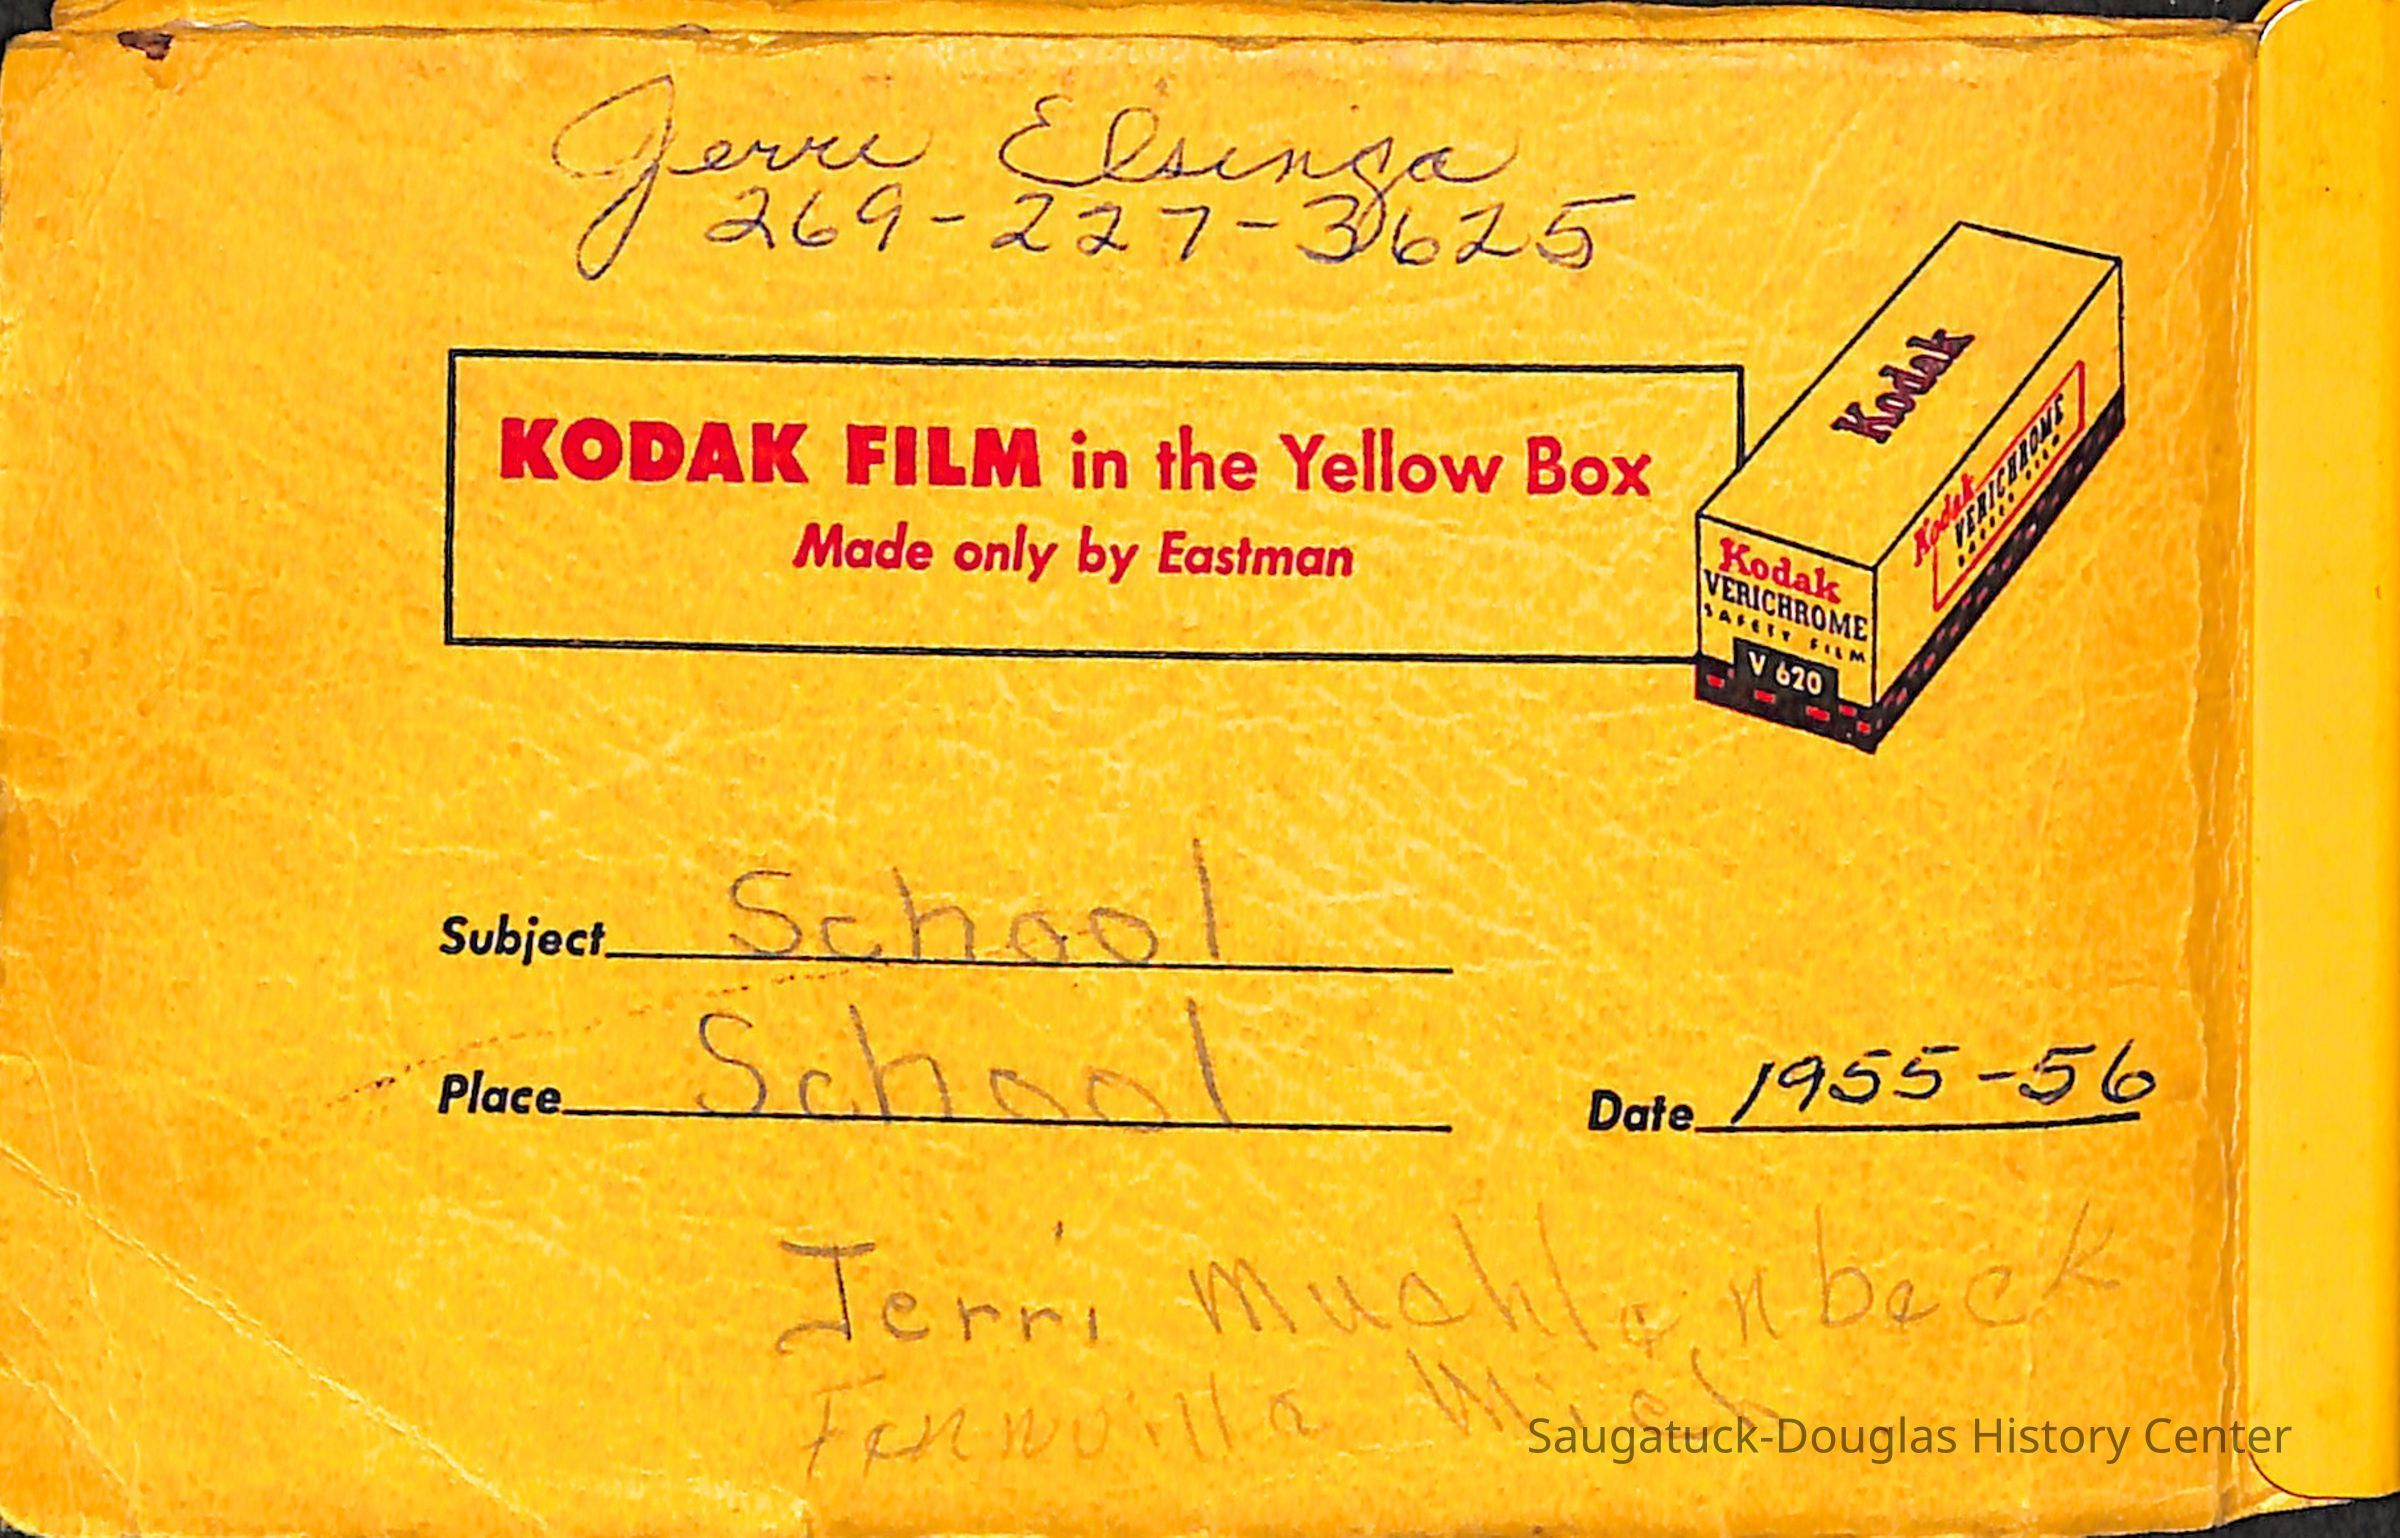 Jerri Elsinga
269-227-3625
KODAK FILM in the Yellow Box
Made only by Eastman
Kodak
Kodak
VERICHROME
SAFETY FILM
Kodak
VERICHROME
SAFETY FILM
V 620
Subject School
Place School
Date 1955-56
Jerri Muehlenbeck
Fennville Mich
Saugatuck-Douglas History Center